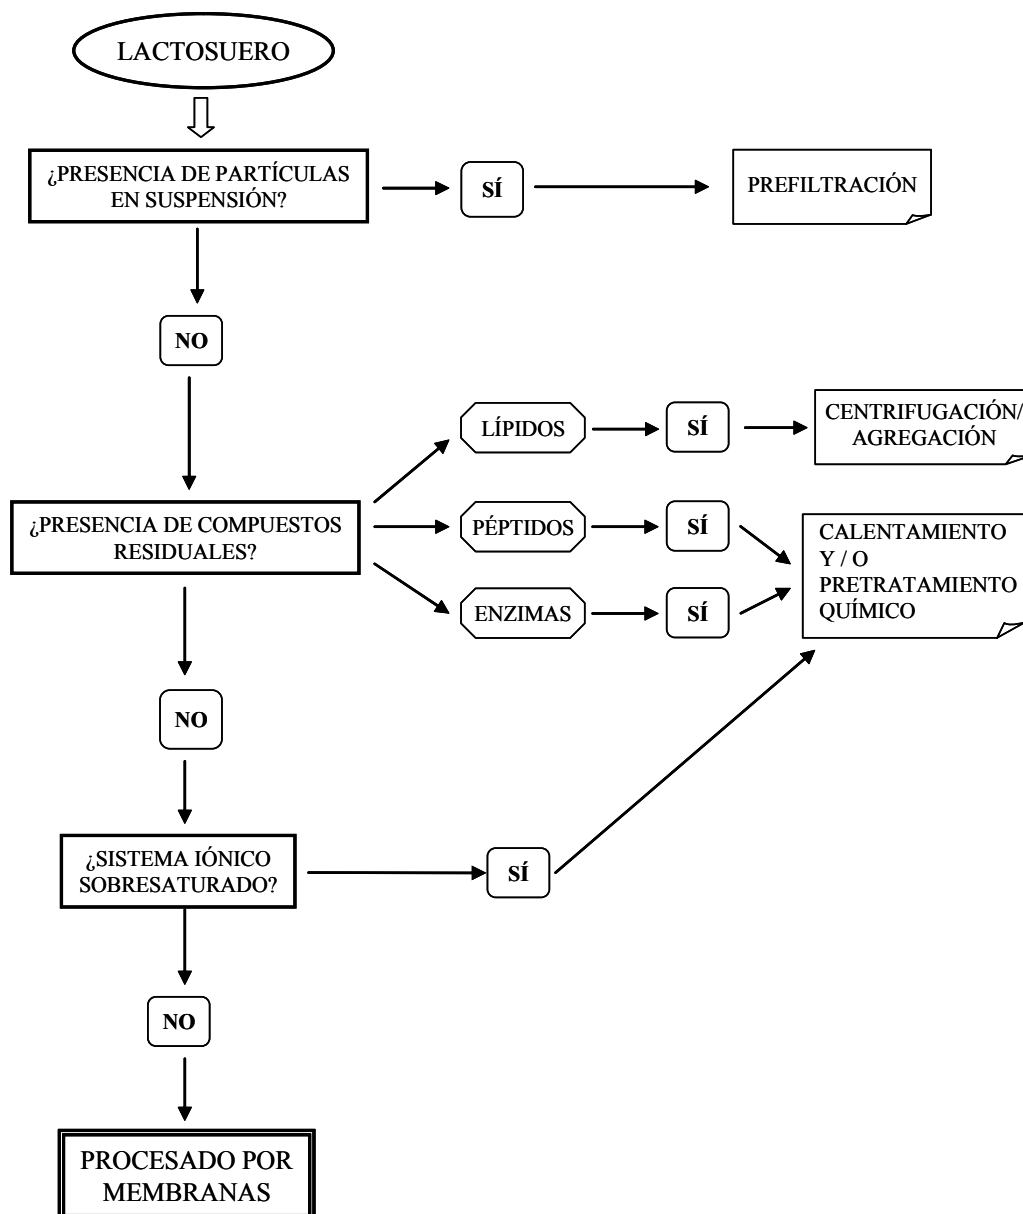 LACTOSUERO
¿PRESENCIA DE PARTÍCULAS
EN SUSPENSIÓN?
SÍ
PREFILTRACIÓN
NO
LÍPIDOS
SÍ
CENTRIFUGACIÓN/
AGREGACIÓN
¿PRESENCIA DE COMPUESTOS
RESIDUALES?
PÉPTIDOS
SÍ
CALENTAMIENTO
Y / O
PRETRATAMIENTO
QUÍMICO
ENZIMAS
SÍ
NO
¿SISTEMA IÓNICO
SOBRESATURADO?
SÍ
NO
PROCESADO POR
MEMBRANAS